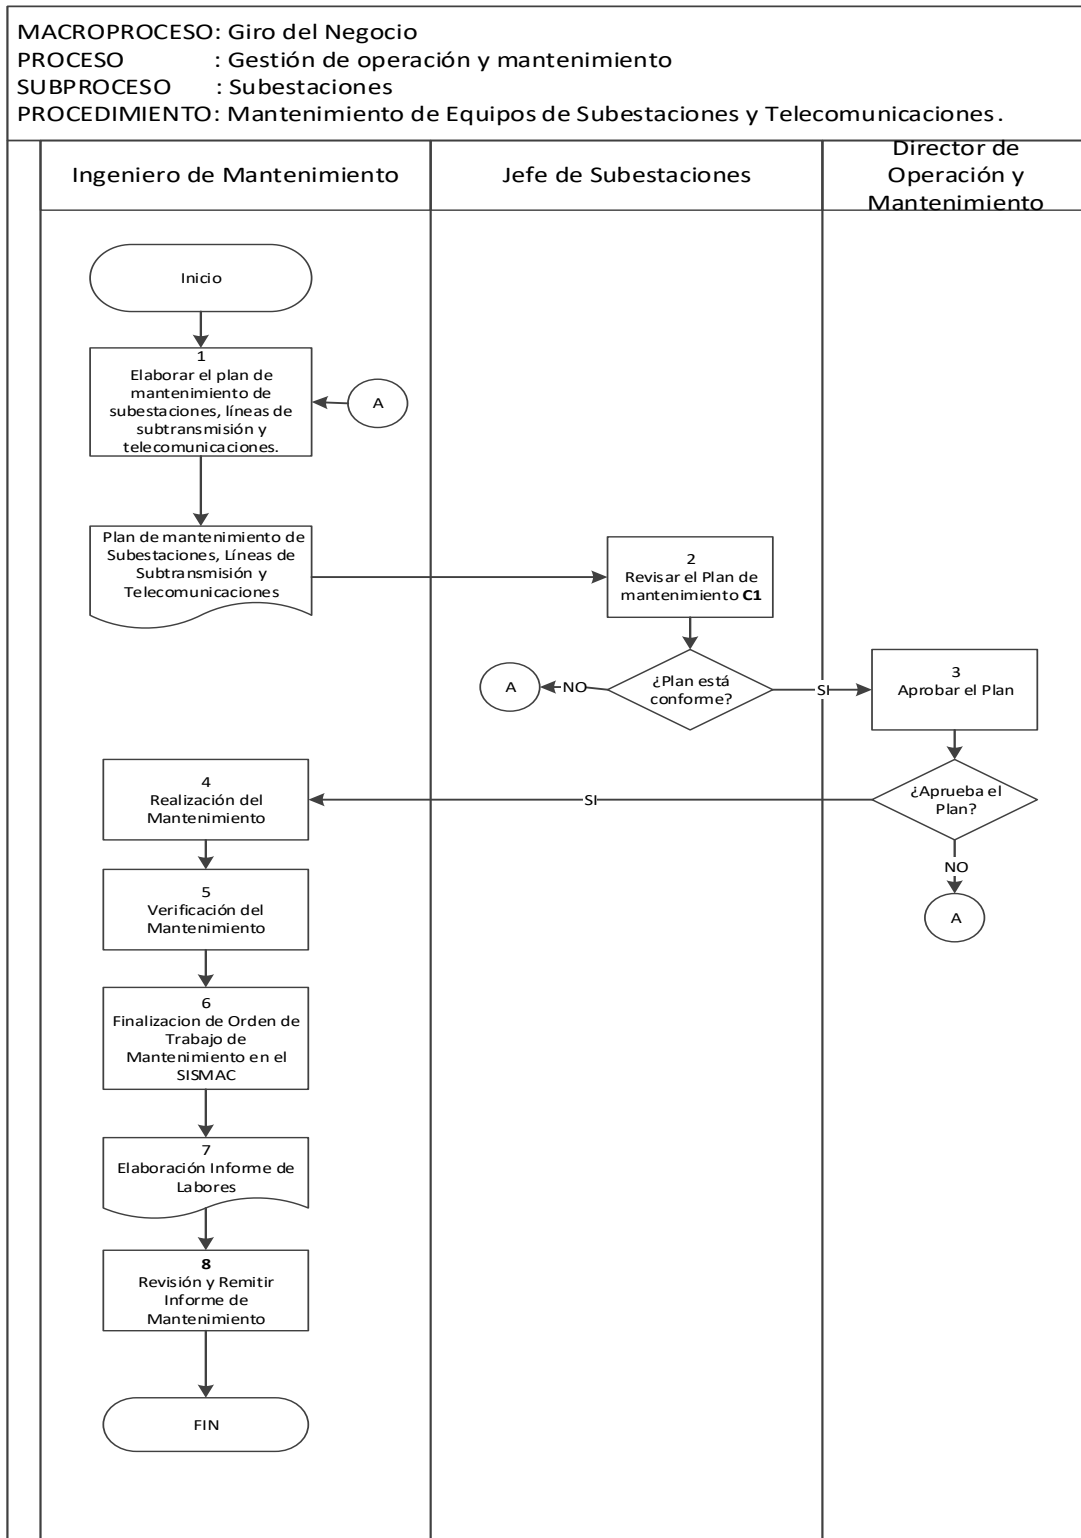 MACROPROCESO: Giro del Negocio
PROCESO : Gestión de operación y mantenimiento
SUBPROCESO : Subestaciones
PROCEDIMIENTO: Mantenimiento de Equipos de Subestaciones y Telecomunicaciones.
Ingeniero de Mantenimiento
Jefe de Subestaciones
Director de
Operación y
Mantenimiento
Inicio
1
Elaborar el plan de
mantenimiento de
subestaciones, líneas de
subtransmisión y
telecomunicaciones.
A
Plan de mantenimiento de
Subestaciones, Líneas de
Subtransmisión y
Telecomunicaciones
2
Revisar el Plan de
mantenimiento C1
¿Plan está
conforme?
NO
A
SI
3
Aprobar el Plan
¿Aprueba el
Plan?
NO
A
SI
4
Realización del
Mantenimiento
5
Verificación del
Mantenimiento
6
Finalizacion de Orden de
Trabajo de
Mantenimiento en el
SISMAC
7
Elaboración Informe de
Labores
8
Revisión y Remitir
Informe de
Mantenimiento
FIN